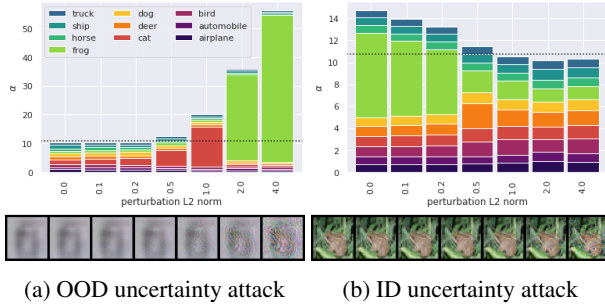 truck
ship
horse
frog
dog
deer
cat
bird
automobile
airplane
α
60
50
40
30
20
10
0
0.0 0.1 0.2 0.5 1.0 2.0 4.0
perturbation L2 norm
(a) OOD uncertainty attack
α
14
12
10
8
6
4
2
0
0.0 0.1 0.2 0.5 1.0 2.0 4.0
perturbation L2 norm
(b) ID uncertainty attack